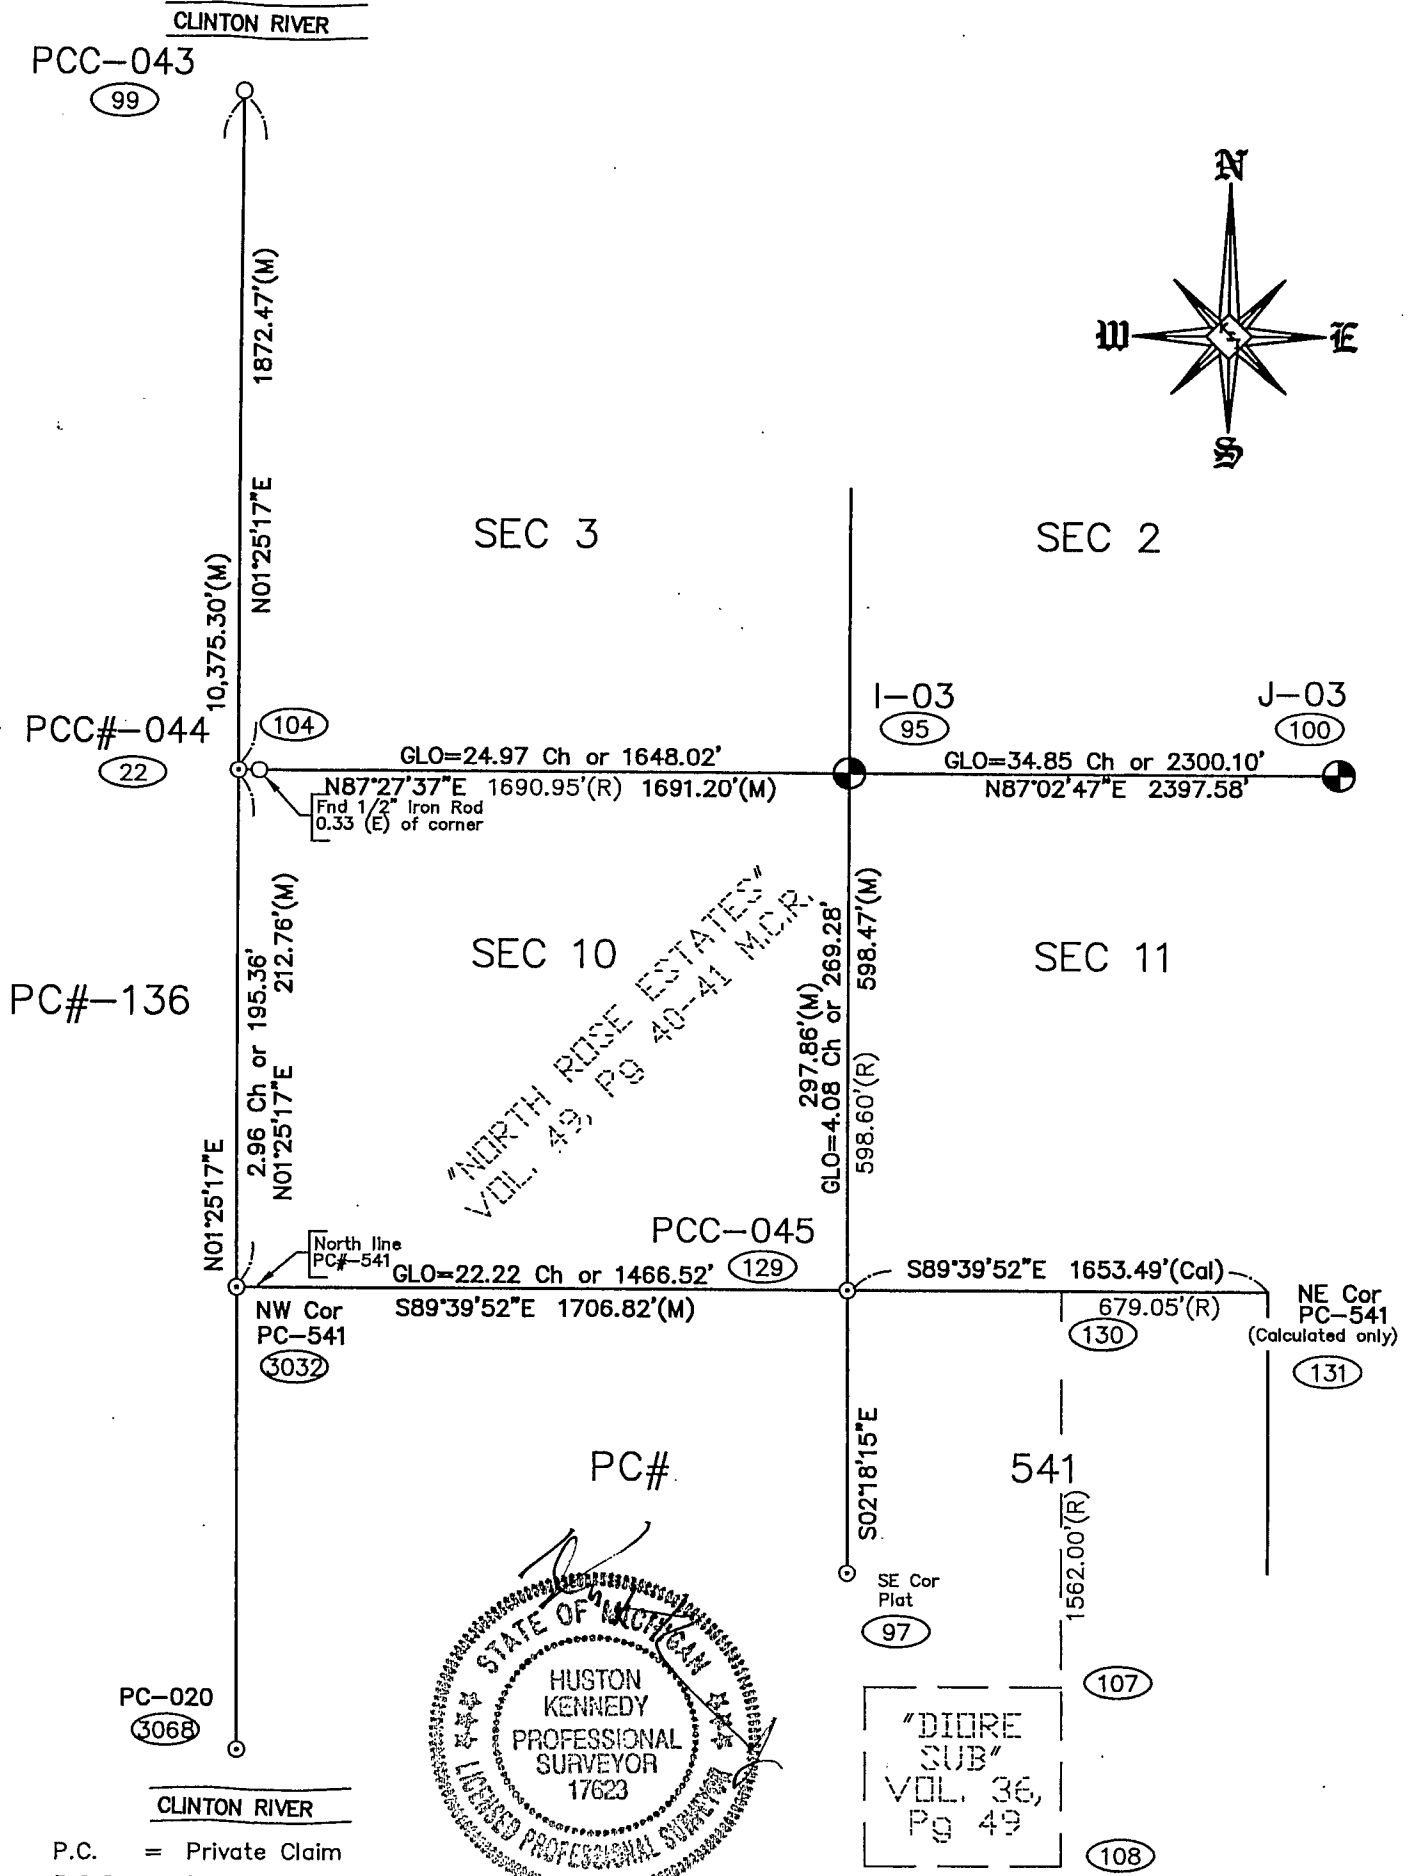 CLINTON RIVER
PCC-043
99
N
W
E
S
1872.47'(M)
N01°25'17"E
10,375.30'(M)
SEC 3
SEC 2
I-03
95
J-03
100
PCC#-044
22
104
GLO=24.97 Ch or 1648.02'
N87°27'37"E 1690.95'(R) 1691.20'(M)
GLO=34.85 Ch or 2300.10'
N87°02'47"E 2397.58'
Fnd 1/2" Iron Rod
0.33 (E) of corner
SEC 10
SEC 11
PC#-136
2.96 Ch or 195.36'
212.76'(M)
N01°25'17"E
N01°25'17"E
"NORTH ROSE ESTATES"
VOL. 49, Pg 40-41 M.C.R.
297.86'(M)
GLO=4.08 Ch or 269.28'
598.47'(M)
598.60'(R)
North line
PC#-541
PCC-045
129
GLO=22.22 Ch or 1466.52'
S89°39'52"E 1706.82'(M)
S89°39'52"E 1653.49'(Cal)
679.05'(R)
NW Cor
PC-541
3032
130
NE Cor
PC-541
(Calculated only)
131
PC#
541
S02°18'15"E
1562.00'(R)
SE Cor
Plat
97
107
STATE OF MICHIGAN
HUSTON
KENNEDY
PROFESSIONAL
SURVEYOR
17623
LICENSED PROFESSIONAL SURVEYOR
PC-020
3068
"DIORE
SUB"
VOL. 36,
Pg 49
108
CLINTON RIVER
P.C. = Private Claim